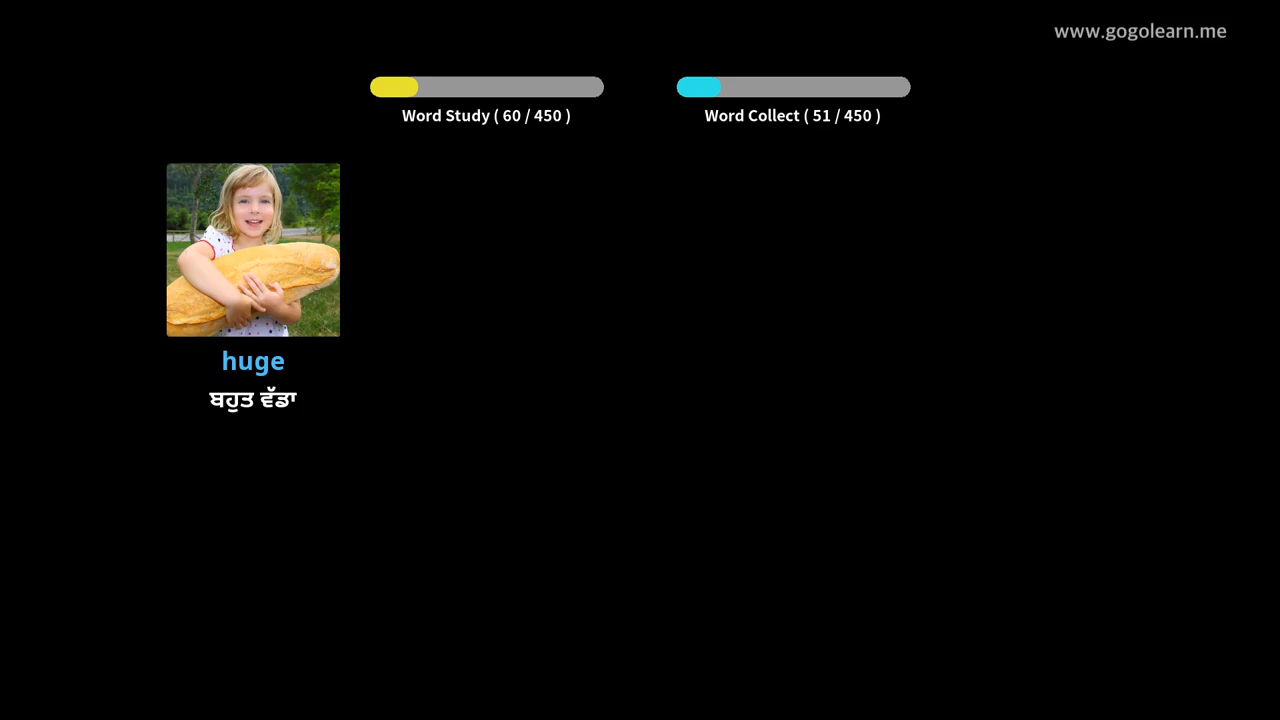 www.gogolearn.me
Word Study ( 60 / 450 )
Word Collect ( 51 / 450 )
huge
ਬਹੁਤ ਵੱਡਾ